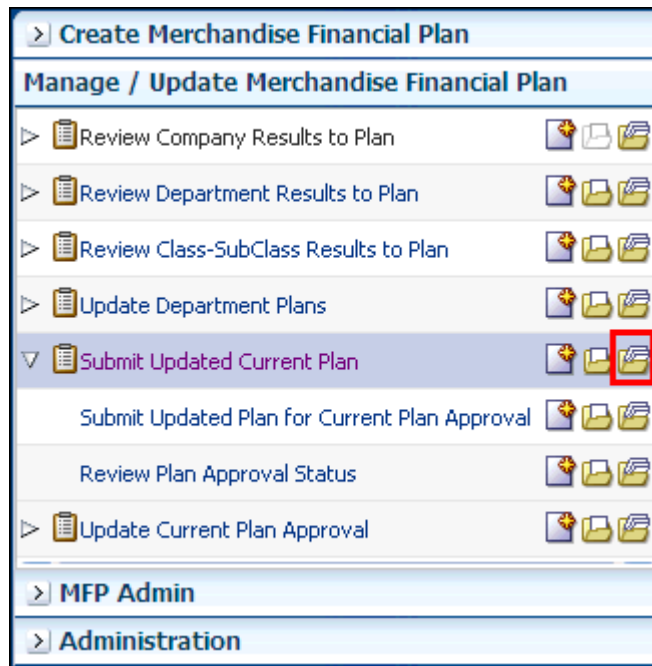 Create Merchandise Financial Plan
Manage / Update Merchandise Financial Plan
Review Company Results to Plan
Review Department Results to Plan
Review Class-SubClass Results to Plan
Update Department Plans
Submit Updated Current Plan
Submit Updated Plan for Current Plan Approval
Review Plan Approval Status
Update Current Plan Approval
MFP Admin
Administration